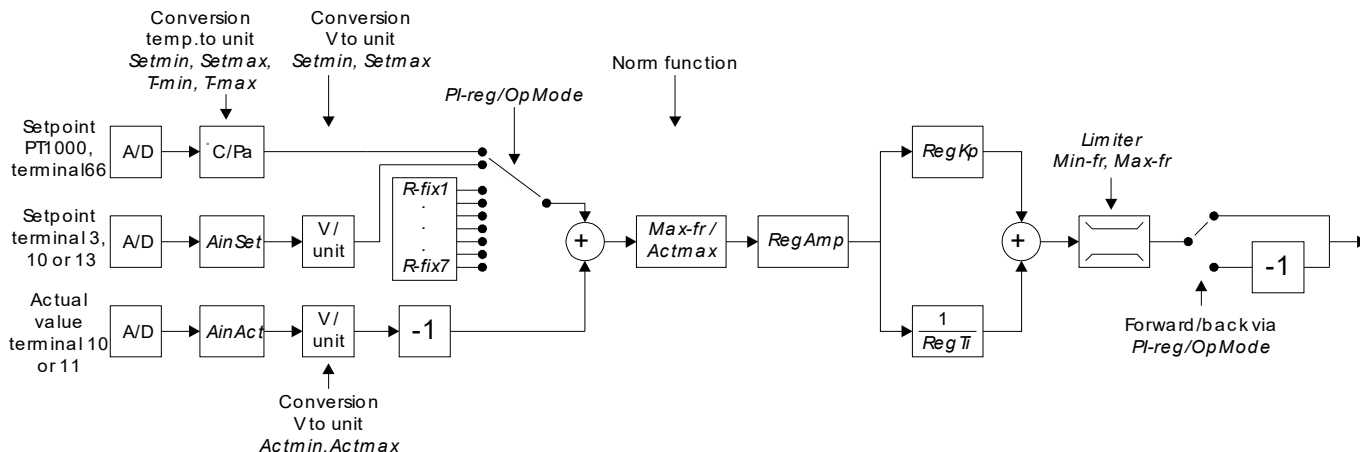 Conversion
temp.to unit
Setmin, Setmax,
T-min, T-max
Conversion
V to unit
Setmin, Setmax
PI-reg/OpMode
Norm function
Setpoint
PT1000,
terminal66
A/D
°C/Pa
Setpoint
terminal 3,
10 or 13
A/D
AinSet
V/
unit
R-fix1
.
.
.
R-fix7
+
Max-fr/
Actmax
RegAmp
RegKp
1
RegTi
+
Limiter
Min-fr, Max-fr
-1
Forward/back via
PI-reg/OpMode
Actual
value
terminal 10
or 11
A/D
AinAct
V/
unit
-1
Conversion
V to unit
Actmin,Actmax